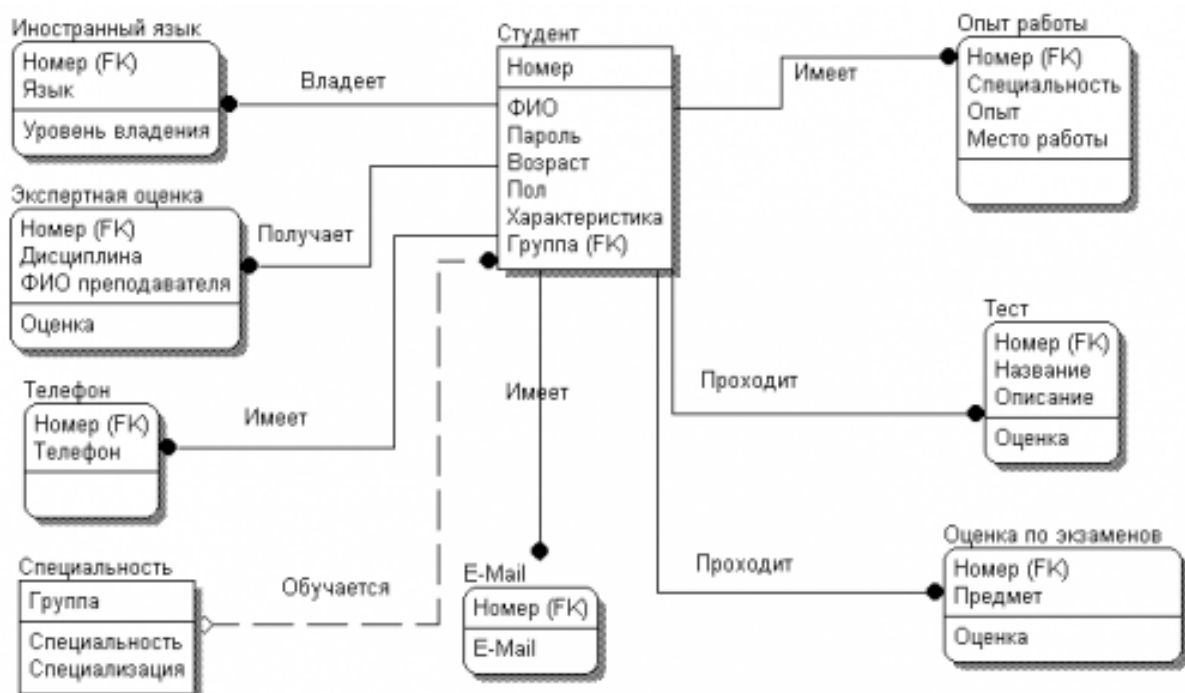 Иностранный язык
Номер (FK)
Язык
Уровень владения
Владеет
Студент
Номер
ФИО
Пароль
Возраст
Пол
Характеристика
Группа (FK)
Имеет
Опыт работы
Номер (FK)
Специальность
Опыт
Место работы
Экспертная оценка
Номер (FK)
Дисциплина
ФИО преподавателя
Оценка
Получает
Телефон
Номер (FK)
Телефон
Имеет
Имеет
Проходит
Тест
Номер (FK)
Название
Описание
Оценка
Специальность
Группа
Специальность
Специализация
Обучается
E-Mail
Номер (FK)
E-Mail
Проходит
Оценка по экзаменов
Номер (FK)
Предмет
Оценка